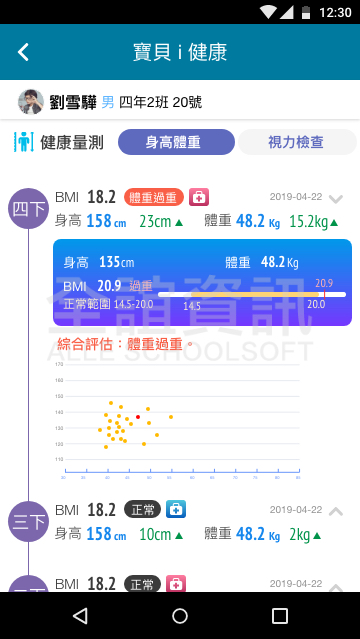 12:30
寶貝 i 健康
劉雪驊 男 四年2班 20號
健康量測 身高體重 視力檢查
四下 BMI 18.2 體重過重 2019-04-22
身高 158 cm 23cm▲ 體重 48.2 Kg 15.2kg▲
身高 135cm 體重 48.2Kg
BMI 20.9 過重 20.9
正常範圍 14.5-20.0 14.5 20.0
全誼資訊
綜合評估：體重過重。
ALLE SCHOOLSOFT
170
160
150
140
130
120
110
三下 BMI 18.2 正常 2019-04-22
身高 158 cm 10cm▲ 體重 48.2 Kg 2kg▲
BMI 18.2 正常 2019-04-22